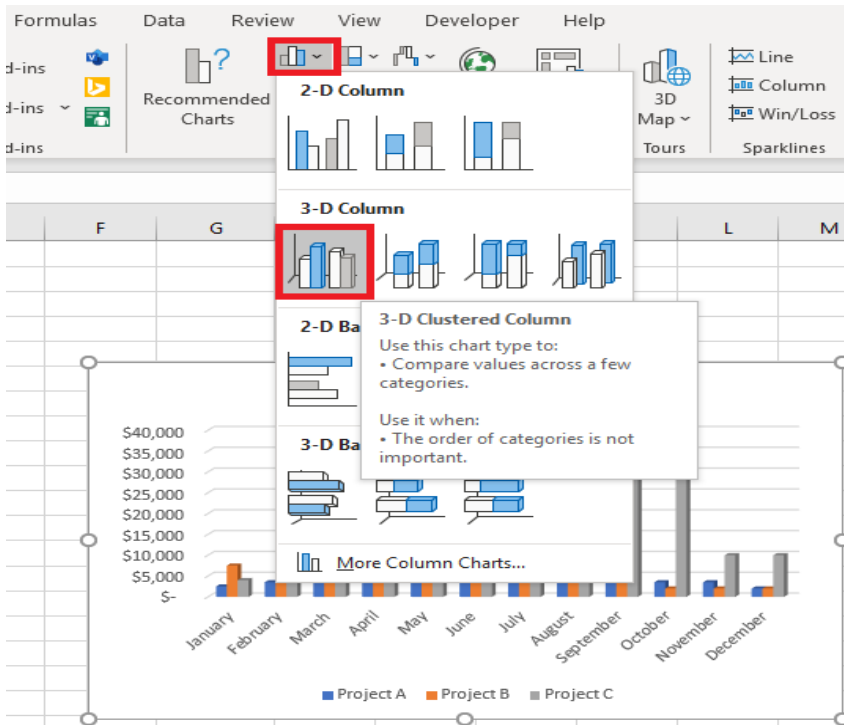 Formulas Data Review View Developer Help
d-ins
d-ins
d-ins
Recommended
Charts
3D
Map
Tours
Line
Column
Win/Loss
Sparklines
2-D Column
3-D Column
F G L M
3-D Clustered Column
Use this chart type to:
• Compare values across a few
categories.
Use it when:
• The order of categories is not
important.
2-D Ba
3-D Ba
More Column Charts...
$40,000
$35,000
$30,000
$25,000
$20,000
$15,000
$10,000
$5,000
$-
January February March April May June July August September October November December
Project A Project B Project C